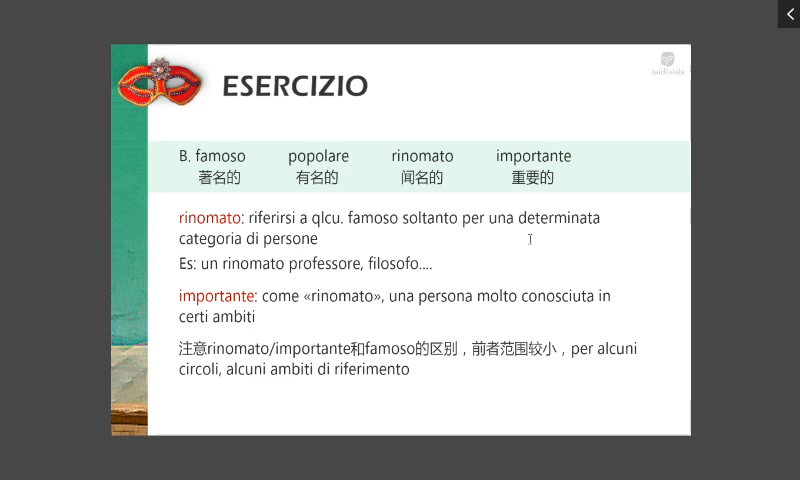 kaidiialala
ESERCIZIO
B. famoso popolare rinomato importante
著名的 有名的 闻名的 重要的
rinomato: riferirsi a qlcu. famoso soltanto per una determinata
categoria di persone
Es: un rinomato professore, filosofo....
importante: come «rinomato», una persona molto conosciuta in
certi ambiti
注意rinomato/importante和famoso的区别，前者范围较小，per alcuni
circoli, alcuni ambiti di riferimento